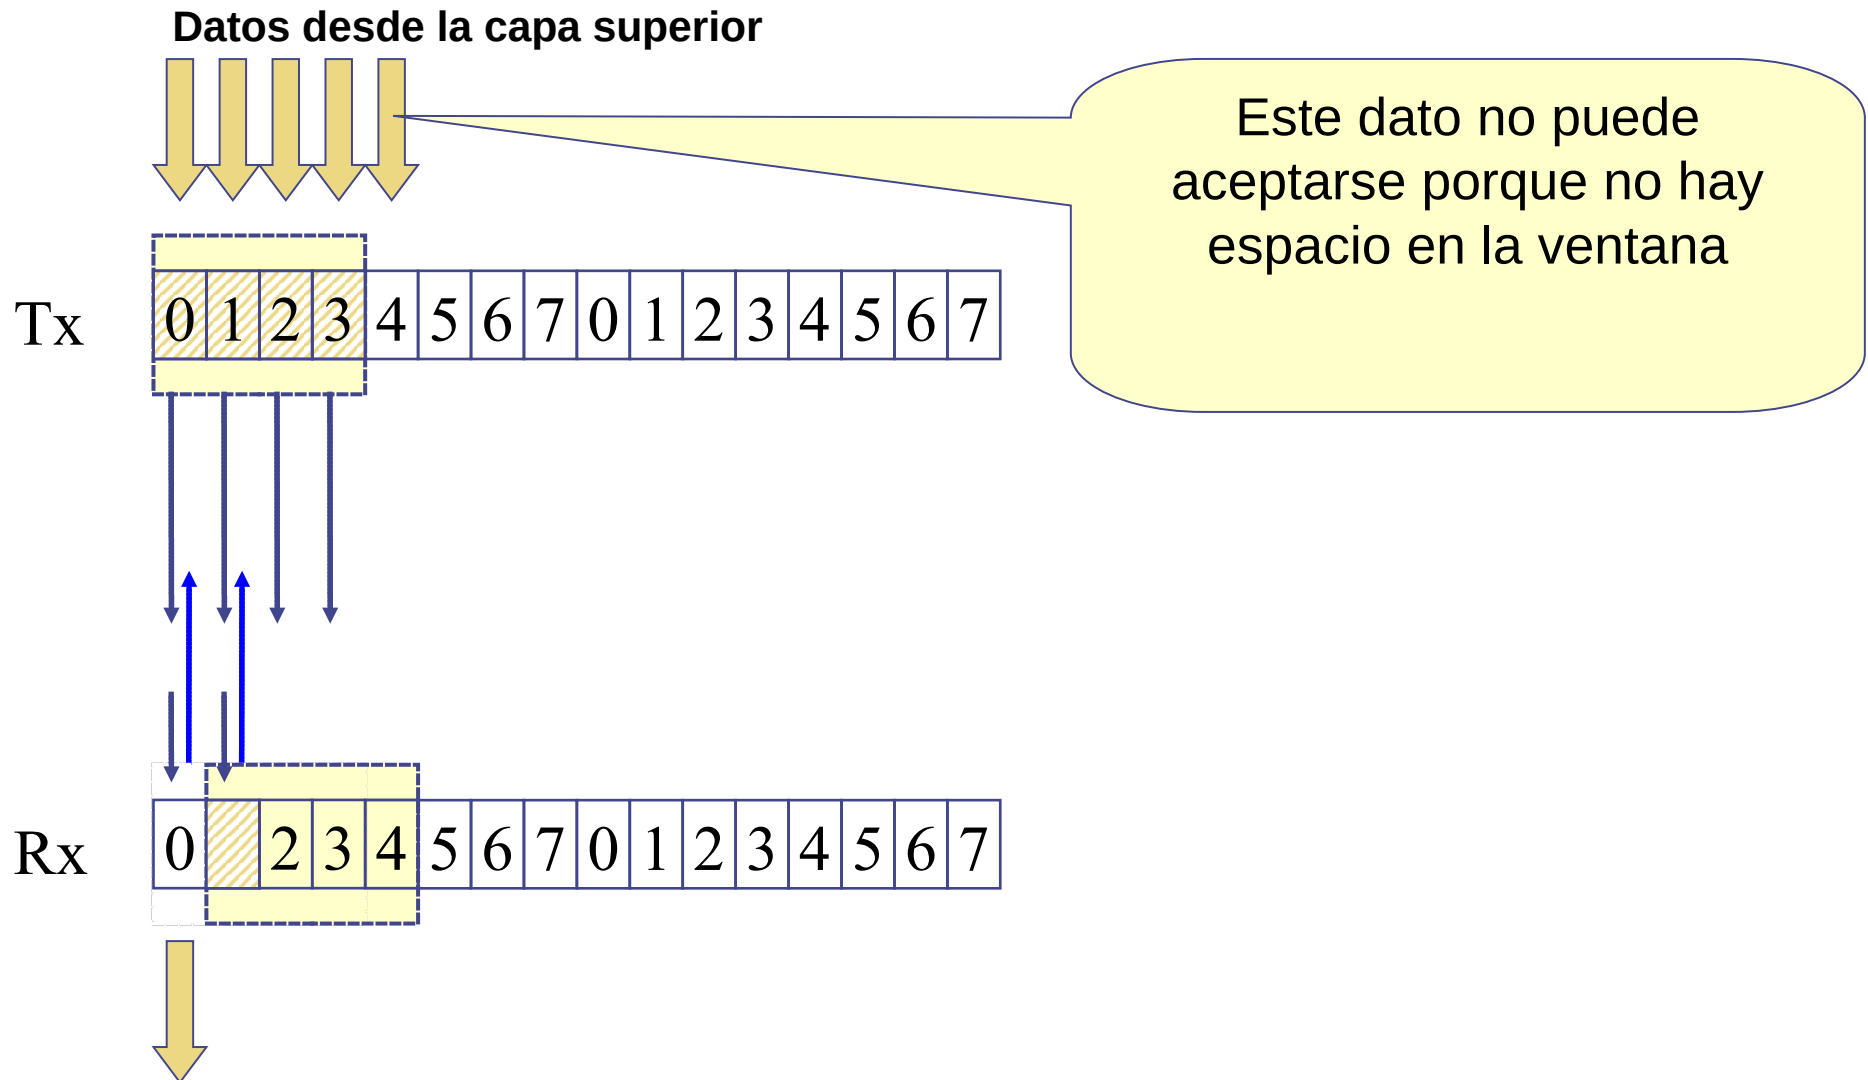 Datos desde la capa superior
Este dato no puede
aceptarse porque no hay
espacio en la ventana
Tx 0 1 2 3 4 5 6 7 0 1 2 3 4 5 6 7
Rx 0 2 3 4 5 6 7 0 1 2 3 4 5 6 7